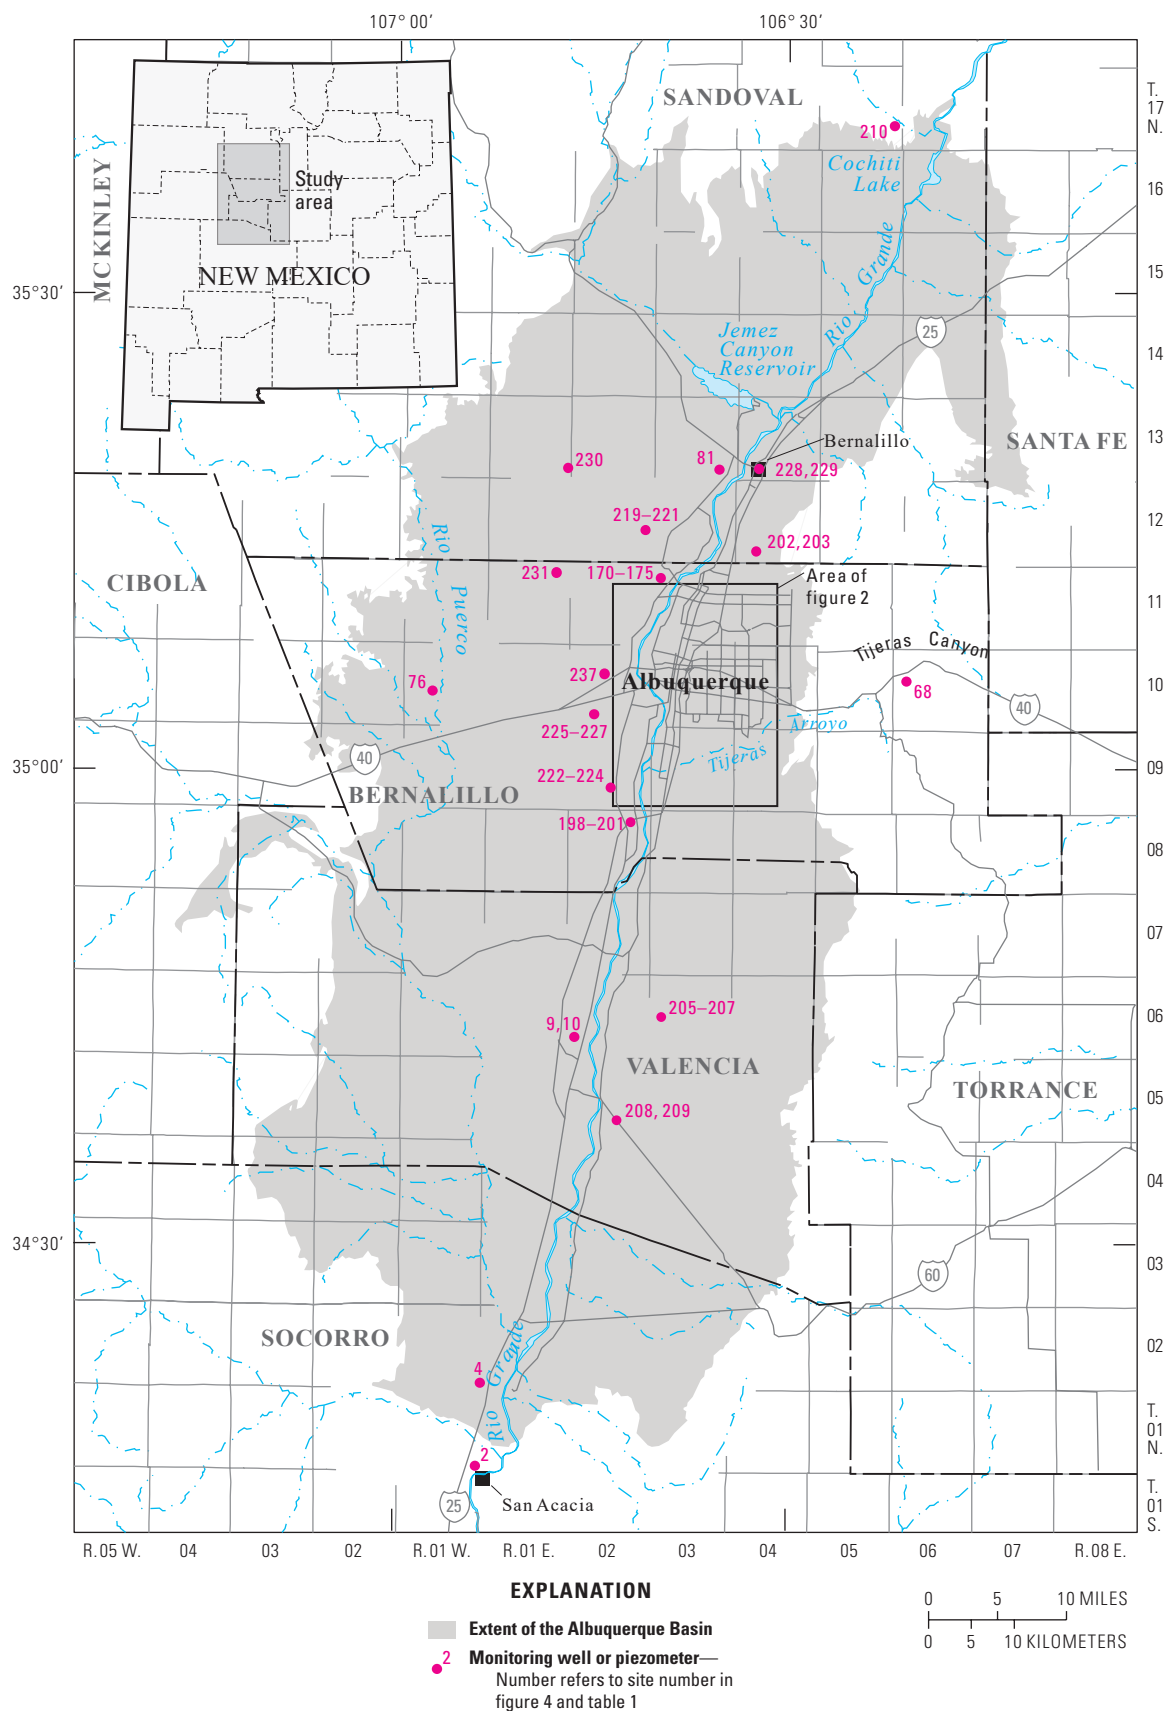 107°00'
106°30'
SANDOVAL
T.
17
N.
210
Cochiti
Lake
16
MCKINLEY
Study
area
NEW MEXICO
Rio Grande
15
35°30'
25
Jemez
Canyon
Reservoir
14
13
SANTA FE
Bernalillo
230
81
228, 229
219–221
12
202, 203
Rio Puerco
CIBOLA
231
170–175
Area of
figure 2
11
Tijeras Canyon
237
Albuquerque
76
68
10
40
225–227
Tijeras Arroyo
40
35°00'
222–224
09
BERNALILLO
198–201
08
07
205–207
06
9, 10
VALENCIA
TORRANCE
05
208, 209
04
34°30'
03
60
SOCORRO
02
4
Rio Grande
T.
01
N.
2
San Acacia
25
T.
01
S.
R. 05 W.
04
03
02
R. 01 W.
R. 01 E.
02
03
04
05
06
07
R. 08 E.
EXPLANATION
Extent of the Albuquerque Basin
2 Monitoring well or piezometer—
Number refers to site number in
figure 4 and table 1
0 5 10 MILES
0 5 10 KILOMETERS